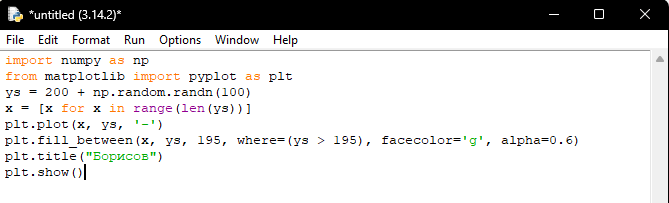 *untitled (3.14.2)*
File Edit Format Run Options Window Help
import numpy as np
from matplotlib import pyplot as plt
ys = 200 + np.random.randn(100)
x = [x for x in range(len(ys))]
plt.plot(x, ys, '-')
plt.fill_between(x, ys, 195, where=(ys > 195), facecolor='g', alpha=0.6)
plt.title("Борисов")
plt.show()